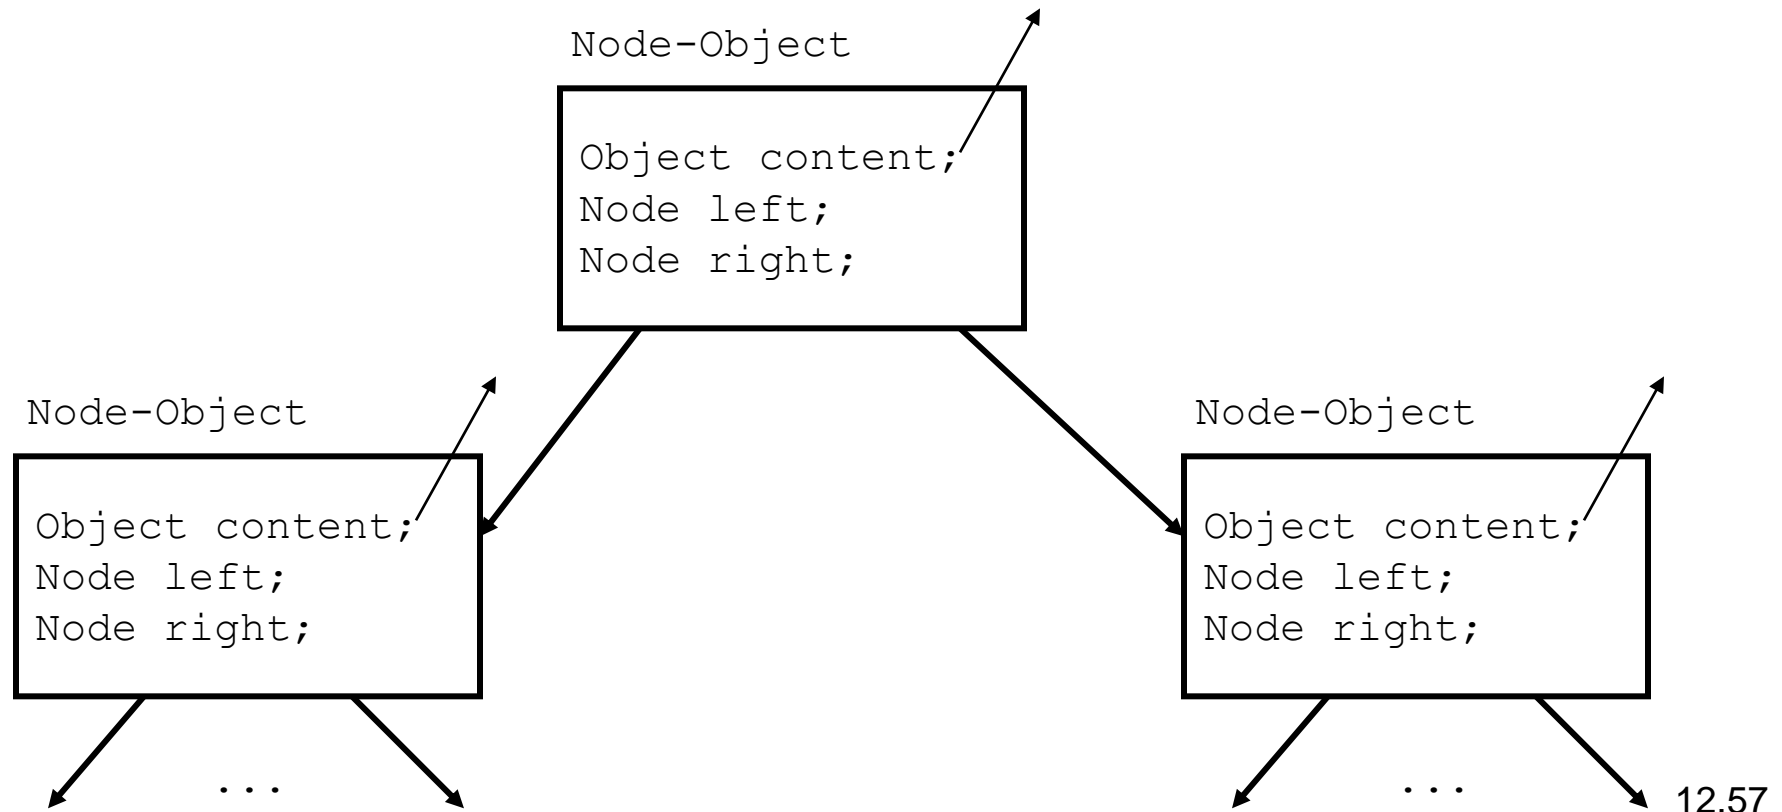 Node-Object
Object content;
Node left;
Node right;
Node-Object
Object content;
Node left;
Node right;
...
Node-Object
Object content;
Node left;
Node right;
...
12.57